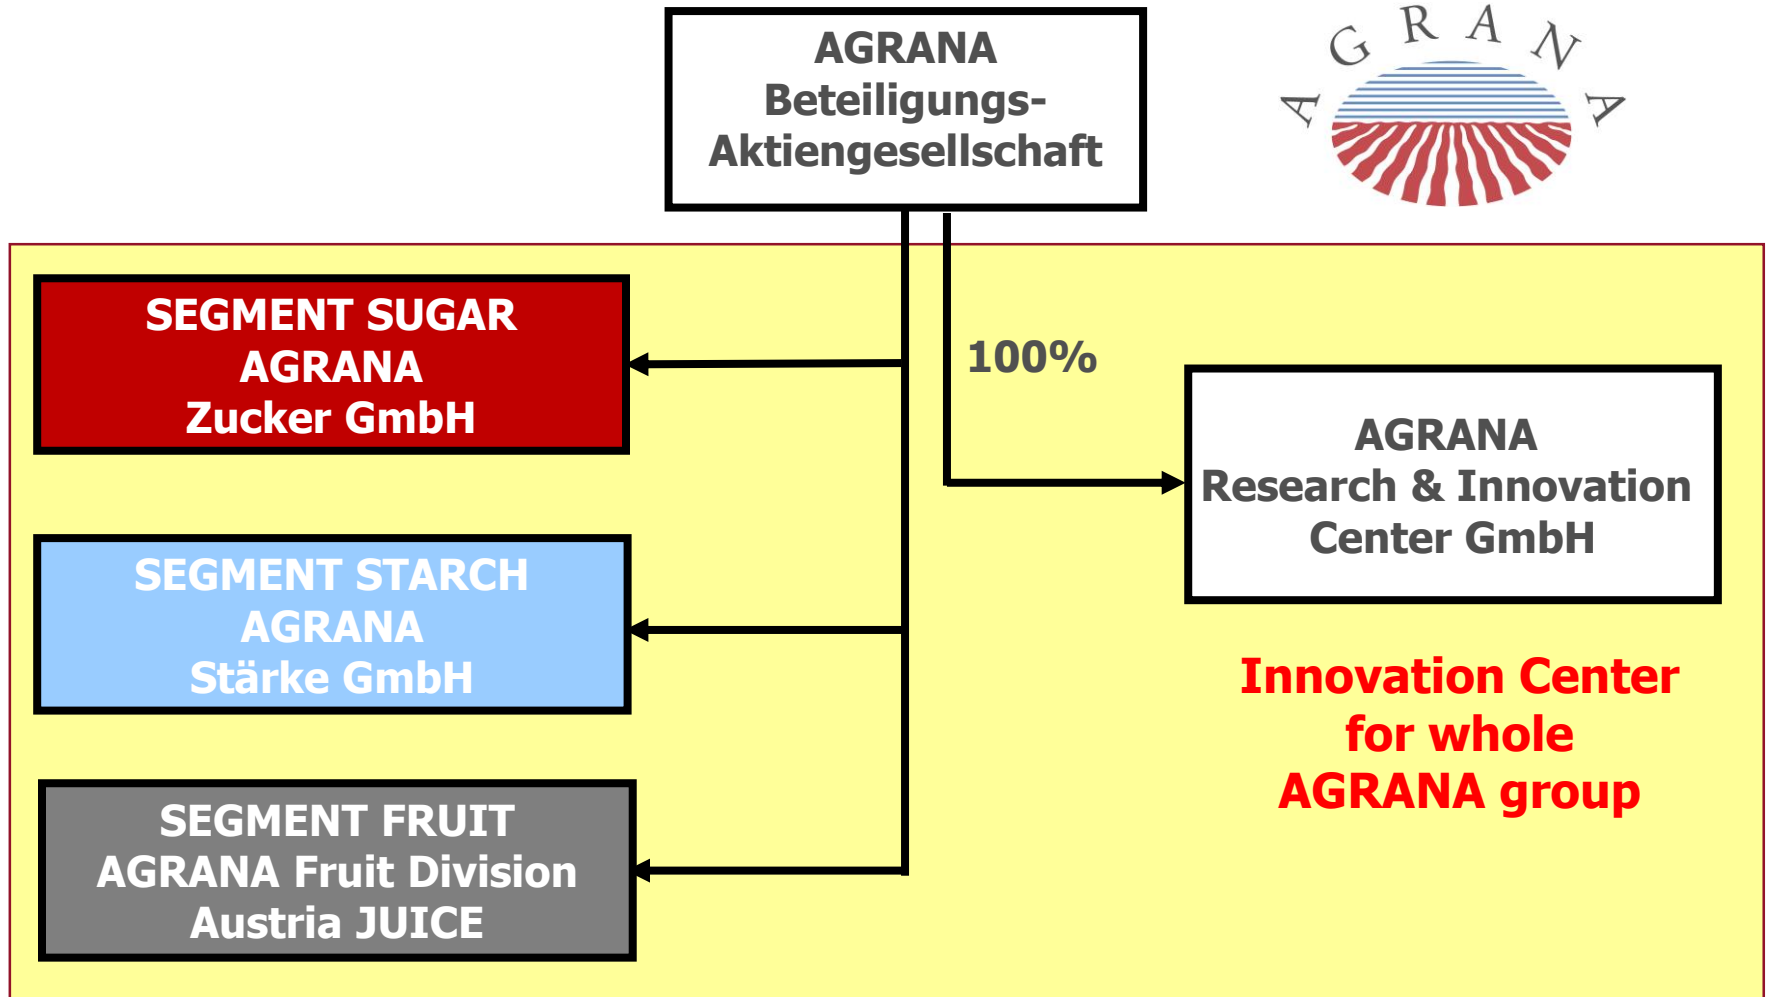 AGRANA
Beteiligungs-
Aktiengesellschaft
AGRANA
SEGMENT SUGAR
AGRANA
Zucker GmbH
100%
AGRANA
Research & Innovation
Center GmbH
SEGMENT STARCH
AGRANA
Stärke GmbH
Innovation Center
for whole
AGRANA group
SEGMENT FRUIT
AGRANA Fruit Division
Austria JUICE